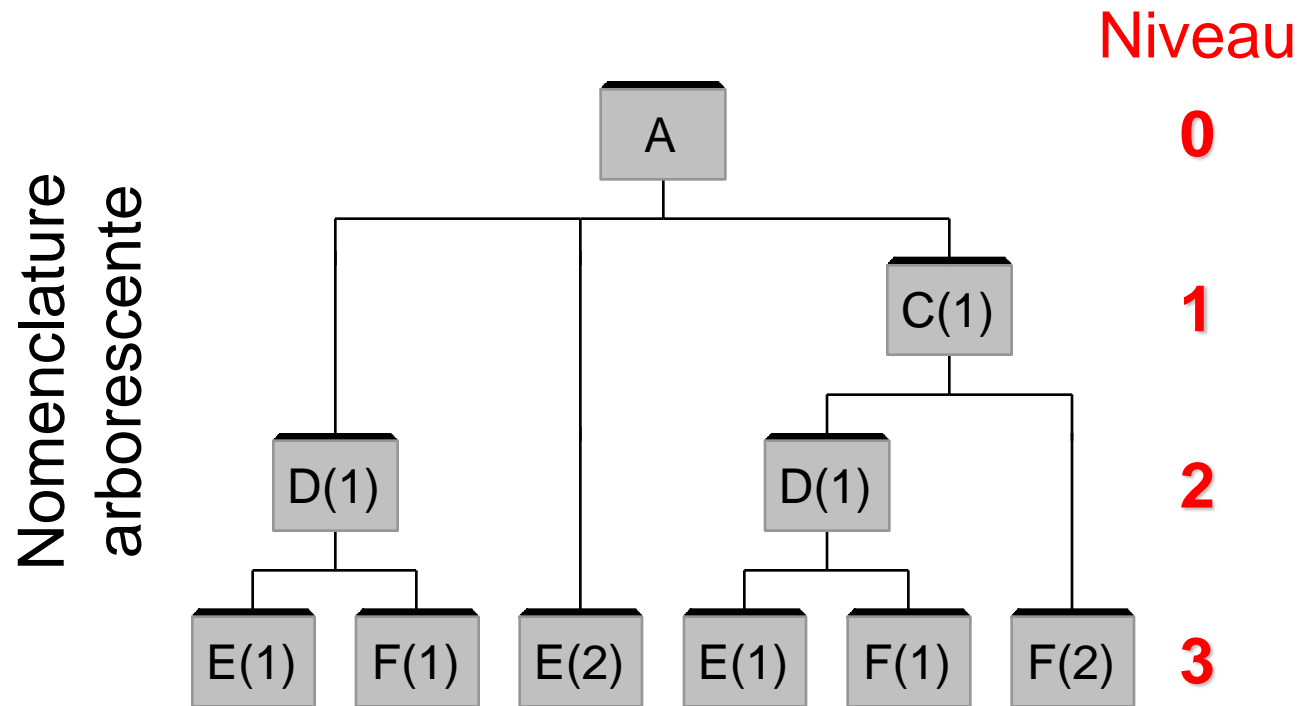 Niveau
Nomenclature
arborescente
A
0
C(1)
1
D(1)
D(1)
2
E(1)
F(1)
E(2)
E(1)
F(1)
F(2)
3